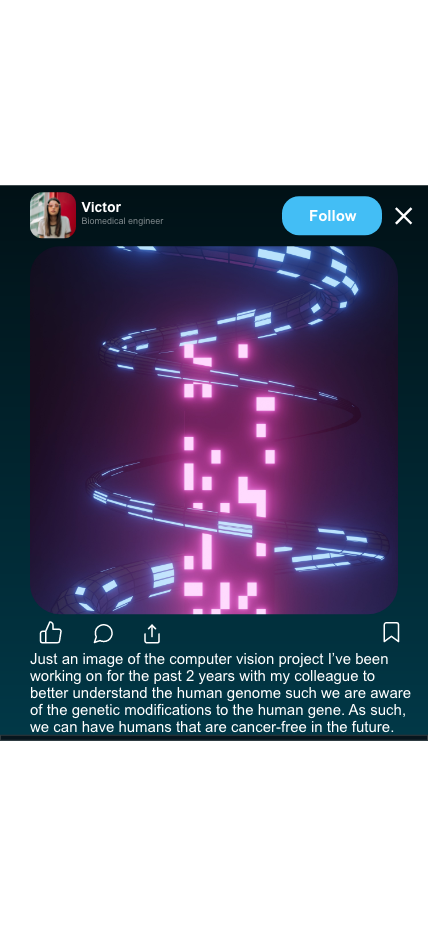 Victor
Biomedical engineer
Follow
Just an image of the computer vision project I've been
working on for the past 2 years with my colleague to
better understand the human genome such we are aware
of the genetic modifications to the human gene. As such,
we can have humans that are cancer-free in the future.